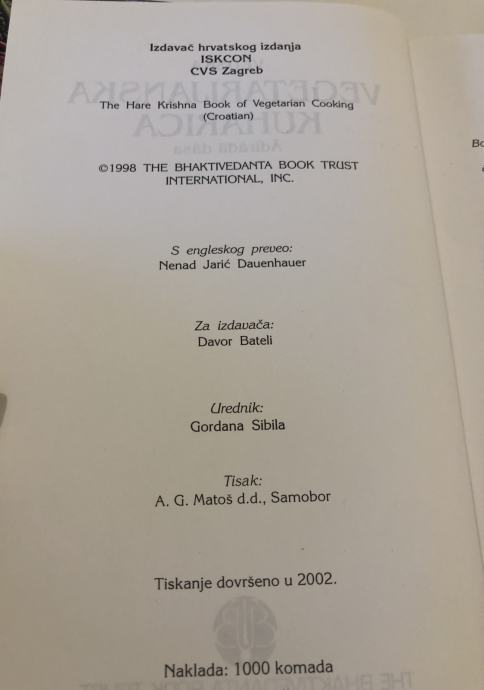 Izdavač hrvatskog izdanja
ISKCON
CVS Zagreb
The Hare Krishna Book of Vegetarian Cooking
(Croatian)
©1998 THE BHAKTIVEDANTA BOOK TRUST
INTERNATIONAL, INC.
S engleskog preveo:
Nenad Jarić Dauenhauer
Za izdavača:
Davor Bateli
Urednik:
Gordana Sibila
Tisak:
A. G. Matoš d.d., Samobor
Tiskanje dovršeno u 2002.
Naklada: 1000 komada